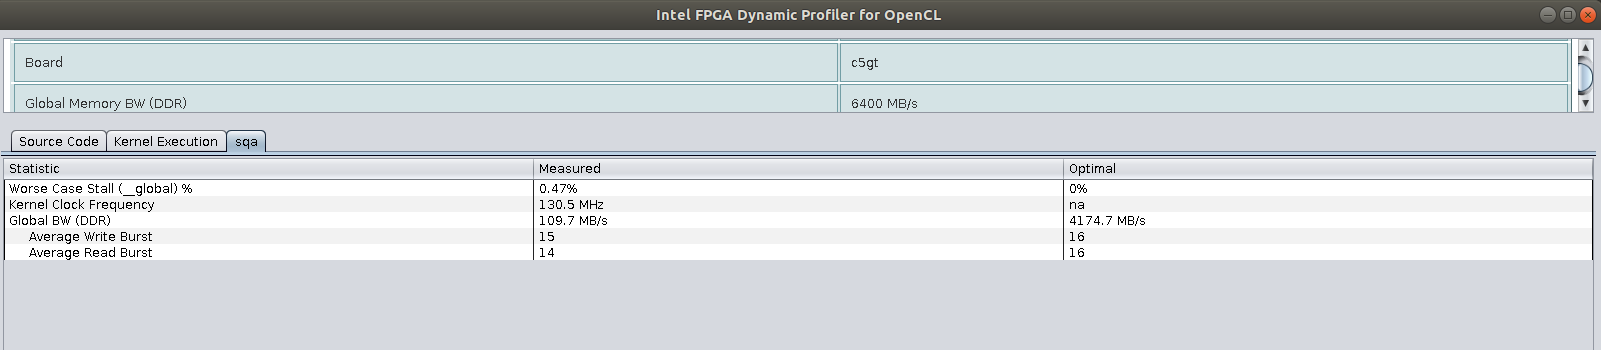 Intel FPGA Dynamic Profiler for OpenCL
Board c5gt
Global Memory BW (DDR) 6400 MB/s
Source Code Kernel Execution sqa
Statistic Measured Optimal
Worse Case Stall (__global) % 0.47% 0%
Kernel Clock Frequency 130.5 MHz na
Global BW (DDR) 109.7 MB/s 4174.7 MB/s
Average Write Burst 15 16
Average Read Burst 14 16